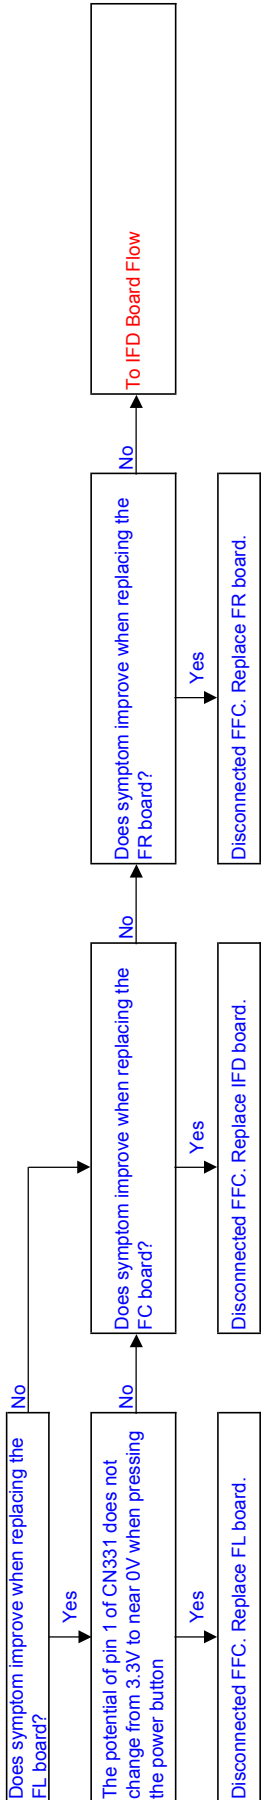 Does symptom improve when replacing the
FL board?
No
Yes
The potential of pin 1 of CN331 does not
change from 3.3V to near 0V when pressing
the power button
No
Yes
Disconnected FFC. Replace FL board.
Does symptom improve when replacing the
FC board?
No
Yes
Disconnected FFC. Replace IFD board.
Does symptom improve when replacing the
FR board?
No
Yes
Disconnected FFC. Replace FR board.
To IFD Board Flow